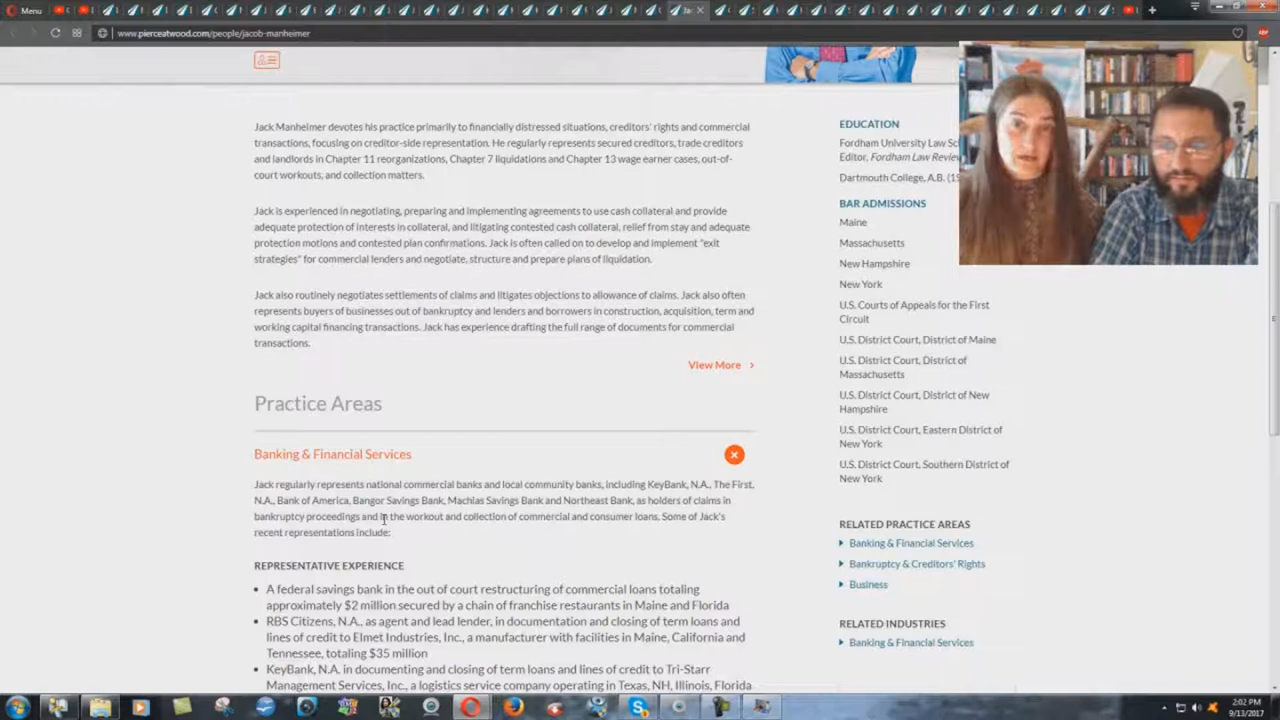 Menu
www.pierceatwood.com/people/jacob-manheimer
Jack Manheimer devotes his practice primarily to financially distressed situations, creditors' rights and commercial
transactions, focusing on creditor-side representation. He regularly represents secured creditors, trade creditors
and landlords in Chapter 11 reorganizations, Chapter 7 liquidations and Chapter 13 wage earner cases, out-of-
court workouts, and collection matters.
Jack is experienced in negotiating, preparing and implementing agreements to use cash collateral and provide
adequate protection of interests in collateral, and litigating contested cash collateral, relief from stay and adequate
protection motions and contested plan confirmations. Jack is often called on to develop and implement "exit
strategies" for commercial lenders and negotiate, structure and prepare plans of liquidation.
Jack also routinely negotiates settlements of claims and litigates objections to allowance of claims. Jack also often
represents buyers of businesses out of bankruptcy and lenders and borrowers in construction, acquisition, term and
working capital financing transactions. Jack has experience drafting the full range of documents for commercial
transactions.
View More
Practice Areas
Banking & Financial Services
Jack regularly represents national commercial banks and local community banks, including KeyBank, N.A., The First,
N.A., Bank of America, Bangor Savings Bank, Machias Savings Bank and Northeast Bank, as holders of claims in
bankruptcy proceedings and in the workout and collection of commercial and consumer loans. Some of Jack's
recent representations include:
REPRESENTATIVE EXPERIENCE
• A federal savings bank in the out of court restructuring of commercial loans totaling
approximately $2 million secured by a chain of franchise restaurants in Maine and Florida
• RBS Citizens, N.A., as agent and lead lender, in documentation and closing of term loans and
lines of credit to Elmet Industries, Inc., a manufacturer with facilities in Maine, California and
Tennessee, totaling $35 million
• KeyBank, N.A. in documenting and closing of term loans and lines of credit to Tri-Starr
Management Services, Inc., a logistics service company operating in Texas, NH, Illinois, Florida
EDUCATION
Fordham University Law Sc
Editor, Fordham Law Review
Dartmouth College, A.B. (19
BAR ADMISSIONS
Maine
Massachusetts
New Hampshire
New York
U.S. Courts of Appeals for the First
Circuit
U.S. District Court, District of Maine
U.S. District Court, District of
Massachusetts
U.S. District Court, District of New
Hampshire
U.S. District Court, Eastern District of
New York
U.S. District Court, Southern District of
New York
RELATED PRACTICE AREAS
Banking & Financial Services
Bankruptcy & Creditors' Rights
Business
RELATED INDUSTRIES
Banking & Financial Services
2:02 PM
9/13/2017